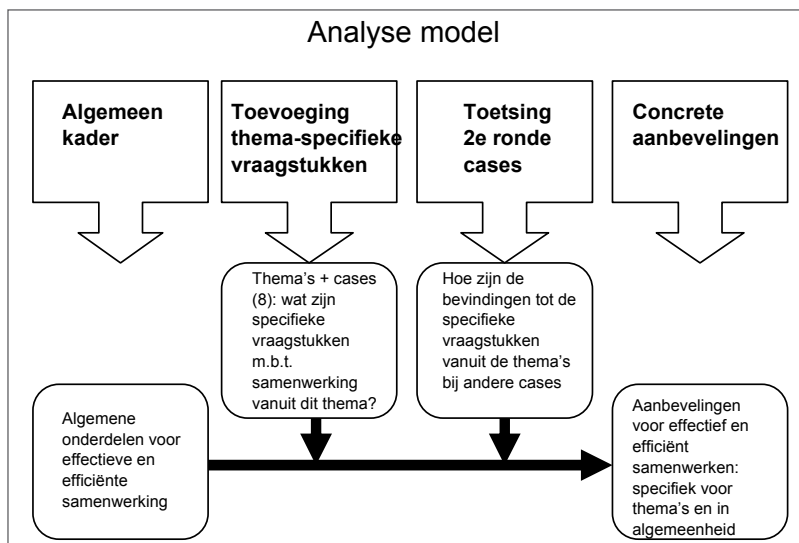 Analyse model
Algemeen
kader
Toevoeging
thema-specifieke
vraagstukken
Toetsing
2e ronde
cases
Concrete
aanbevelingen
Thema's + cases
(8): wat zijn
specifieke
vraagstukken
m.b.t.
samenwerking
vanuit dit thema?
Hoe zijn de
bevindingen tot de
specifieke
vraagstukken
vanuit de thema's
bij andere cases
Algemene
onderdelen voor
effectieve en
efficiënte
samenwerking
Aanbevelingen
voor effectief en
efficiënt
samenwerken:
specifiek voor
thema's en in
algemeenheid